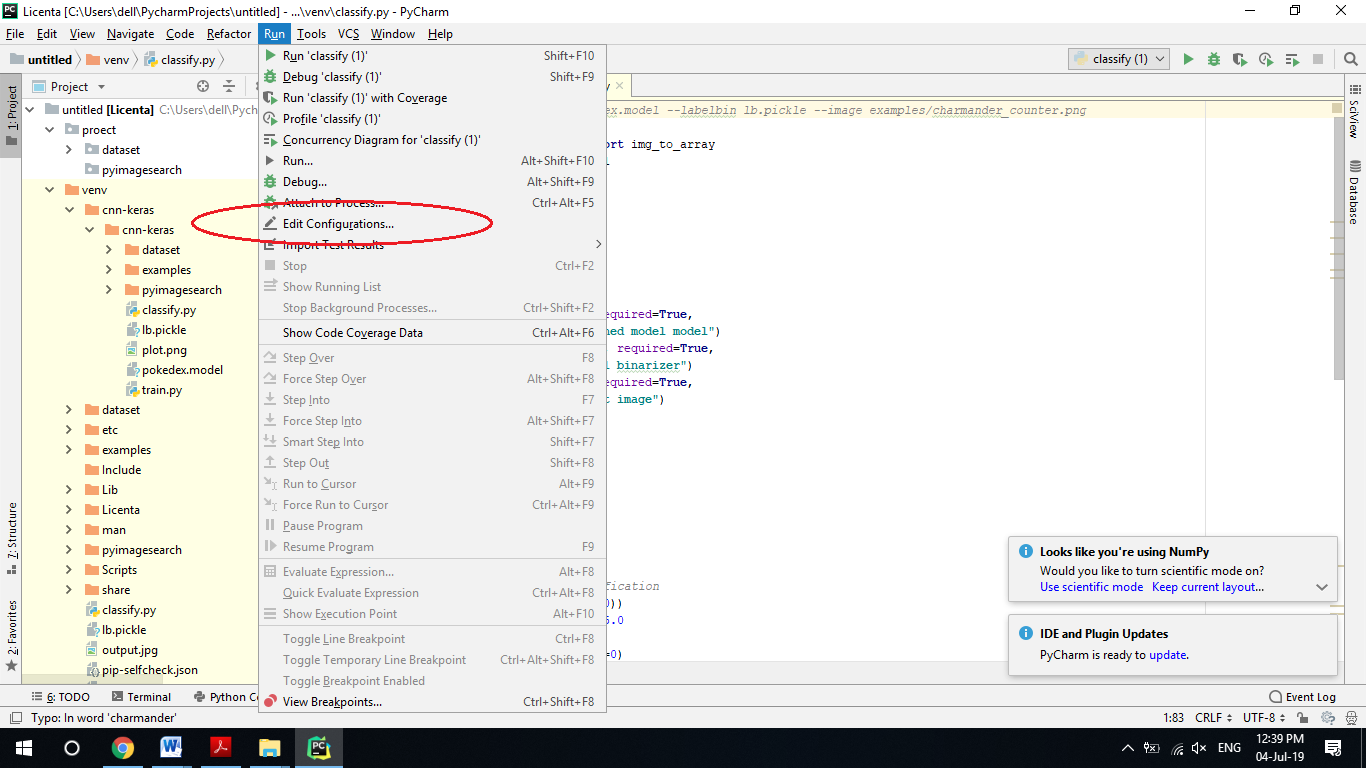 Licenta [C:\Users\dell\PycharmProjects\untitled] - ...\venv\classify.py - PyCharm
File Edit View Navigate Code Refactor Run Tools VCS Window Help
untitled venv classify.py
classify (1)
1: Project
7: Structure
2: Favorites
Project
untitled [Licenta] C:\Users\dell\Pych
proect
dataset
pyimagesearch
venv
cnn-keras
cnn-keras
dataset
examples
pyimagesearch
classify.py
lb.pickle
plot.png
pokedex.model
train.py
dataset
etc
examples
Include
Lib
Licenta
man
pyimagesearch
Scripts
share
classify.py
lb.pickle
output.jpg
pip-selfcheck.json
Run 'classify (1)' Shift+F10
Debug 'classify (1)' Shift+F9
Run 'classify (1)' with Coverage
Profile 'classify (1)'
Concurrency Diagram for 'classify (1)'
Run... Alt+Shift+F10
Debug... Alt+Shift+F9
Attach to Process... Ctrl+Alt+F5
Edit Configurations...
Import Test Results
Stop Ctrl+F2
Show Running List
Stop Background Processes... Ctrl+Shift+F2
Show Code Coverage Data Ctrl+Alt+F6
Step Over F8
Force Step Over Alt+Shift+F8
Step Into F7
Force Step Into Alt+Shift+F7
Smart Step Into Shift+F7
Step Out Shift+F8
Run to Cursor Alt+F9
Force Run to Cursor Ctrl+Alt+F9
Pause Program
Resume Program F9
Evaluate Expression... Alt+F8
Quick Evaluate Expression Ctrl+Alt+F8
Show Execution Point Alt+F10
Toggle Line Breakpoint Ctrl+F8
Toggle Temporary Line Breakpoint Ctrl+Alt+Shift+F8
Toggle Breakpoint Enabled
View Breakpoints... Ctrl+Shift+F8
ex.model --labelbin lb.pickle --image examples/charmander_counter.png
ort img_to_array
equired=True,
ned model model")
required=True,
l binarizer")
equired=True,
t image")
fication
0))
5.0
=0)
SciView
Database
Looks like you're using NumPy
Would you like to turn scientific mode on?
Use scientific mode Keep current layout...
IDE and Plugin Updates
PyCharm is ready to update.
6: TODO Terminal Python Co Event Log
Typo: In word 'charmander' 1:83 CRLF UTF-8
ENG 12:39 PM
04-Jul-19